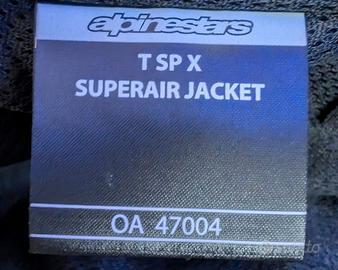 alpinestars
T SP X
SUPERAIR JACKET
OA 47004